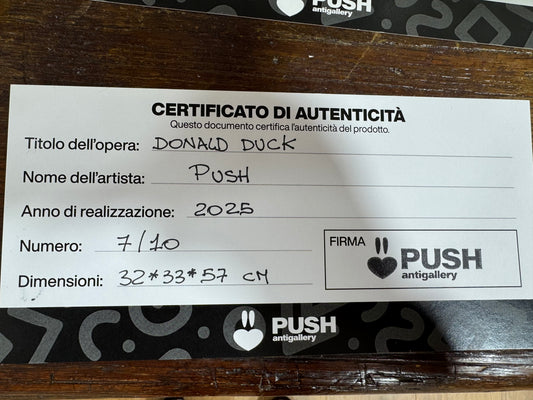 PUSH
antigallery
CERTIFICATO DI AUTENTICITÀ
Questo documento certifica l'autenticità del prodotto.
Titolo dell'opera: DONALD DUCK
Nome dell'artista: PUSH
Anno di realizzazione: 2025
Numero: 7/10
Dimensioni: 32*33*57 CM
FIRMA
PUSH
antigallery
PUSH
antigallery